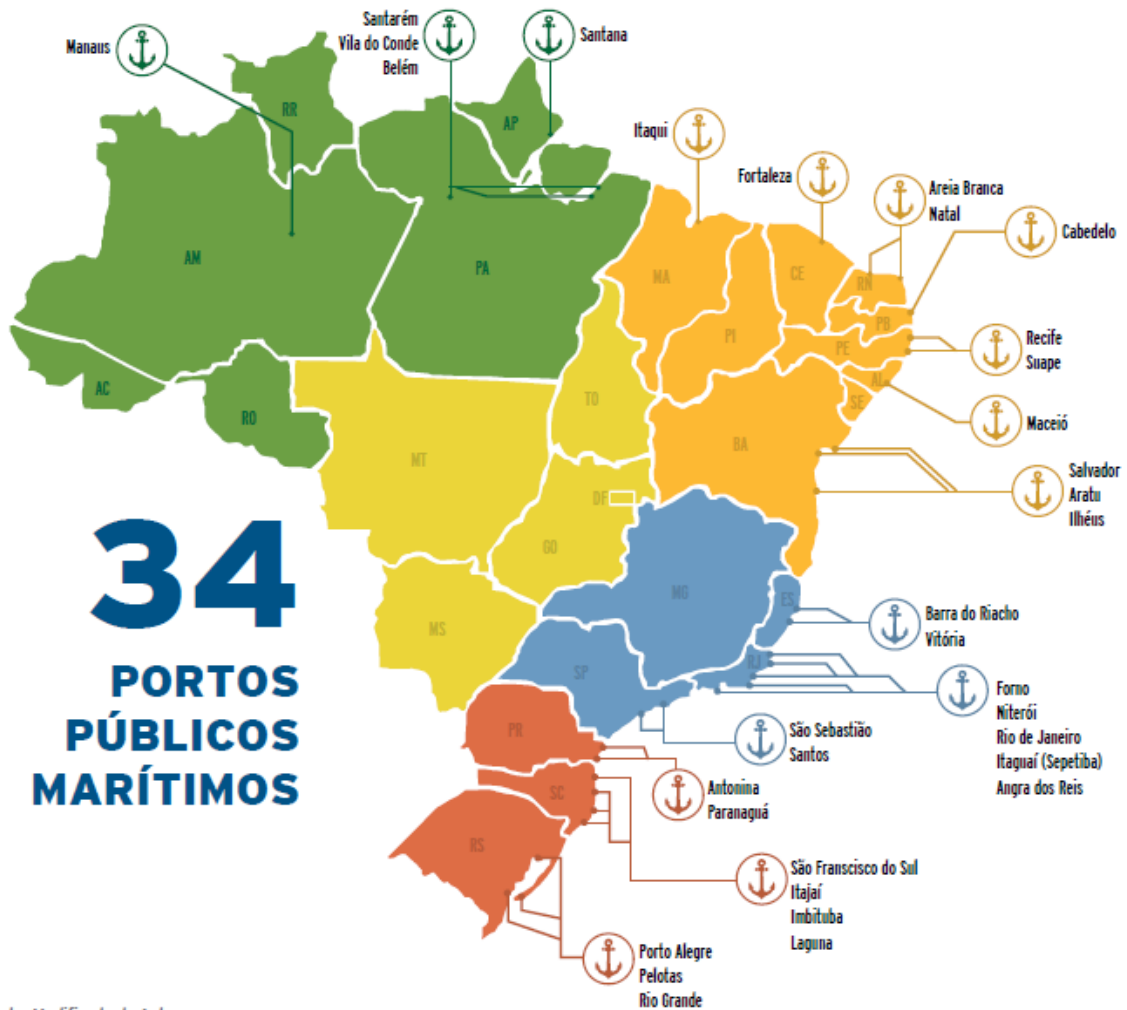 Manaus
Santarém
Vila do Conde
Belém
Santana
Itaqui
Fortaleza
Areia Branca
Natal
Cabedelo
Recife
Suape
Maceió
Salvador
Aratu
Ilhéus
Barra do Riacho
Vitória
Forno
Niterói
Rio de Janeiro
Itaguaí (Sepetiba)
Angra dos Reis
São Sebastião
Santos
Antonina
Paranaguá
São Franscisco do Sul
Itajaí
Imbituba
Laguna
Porto Alegre
Pelotas
Rio Grande
RR
AP
AM
PA
AC
RO
MA
PI
CE
RN
PB
PE
AL
SE
BA
TO
MT
DF
GO
MS
MG
ES
RJ
SP
PR
SC
RS
34
PORTOS
PÚBLICOS
MARÍTIMOS